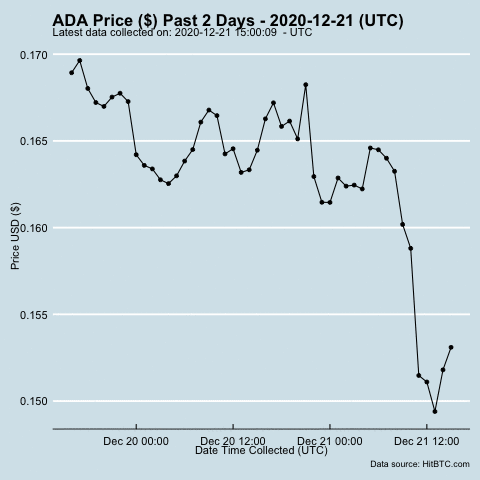 ADA Price ($) Past 2 Days - 2020-12-21 (UTC)
Latest data collected on: 2020-12-21 15:00:09  - UTC
0.170
0.165
0.160
0.155
0.150
Price USD ($)
Dec 20 00:00 Dec 20 12:00 Dec 21 00:00 Dec 21 12:00
Date Time Collected (UTC)
Data source: HitBTC.com